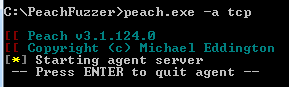 C:\PeachFuzzer>peach.exe -a tcp
[[ Peach v3.1.124.0
[[ Copyright (c) Michael Eddington
[*] Starting agent server
-- Press ENTER to quit agent --